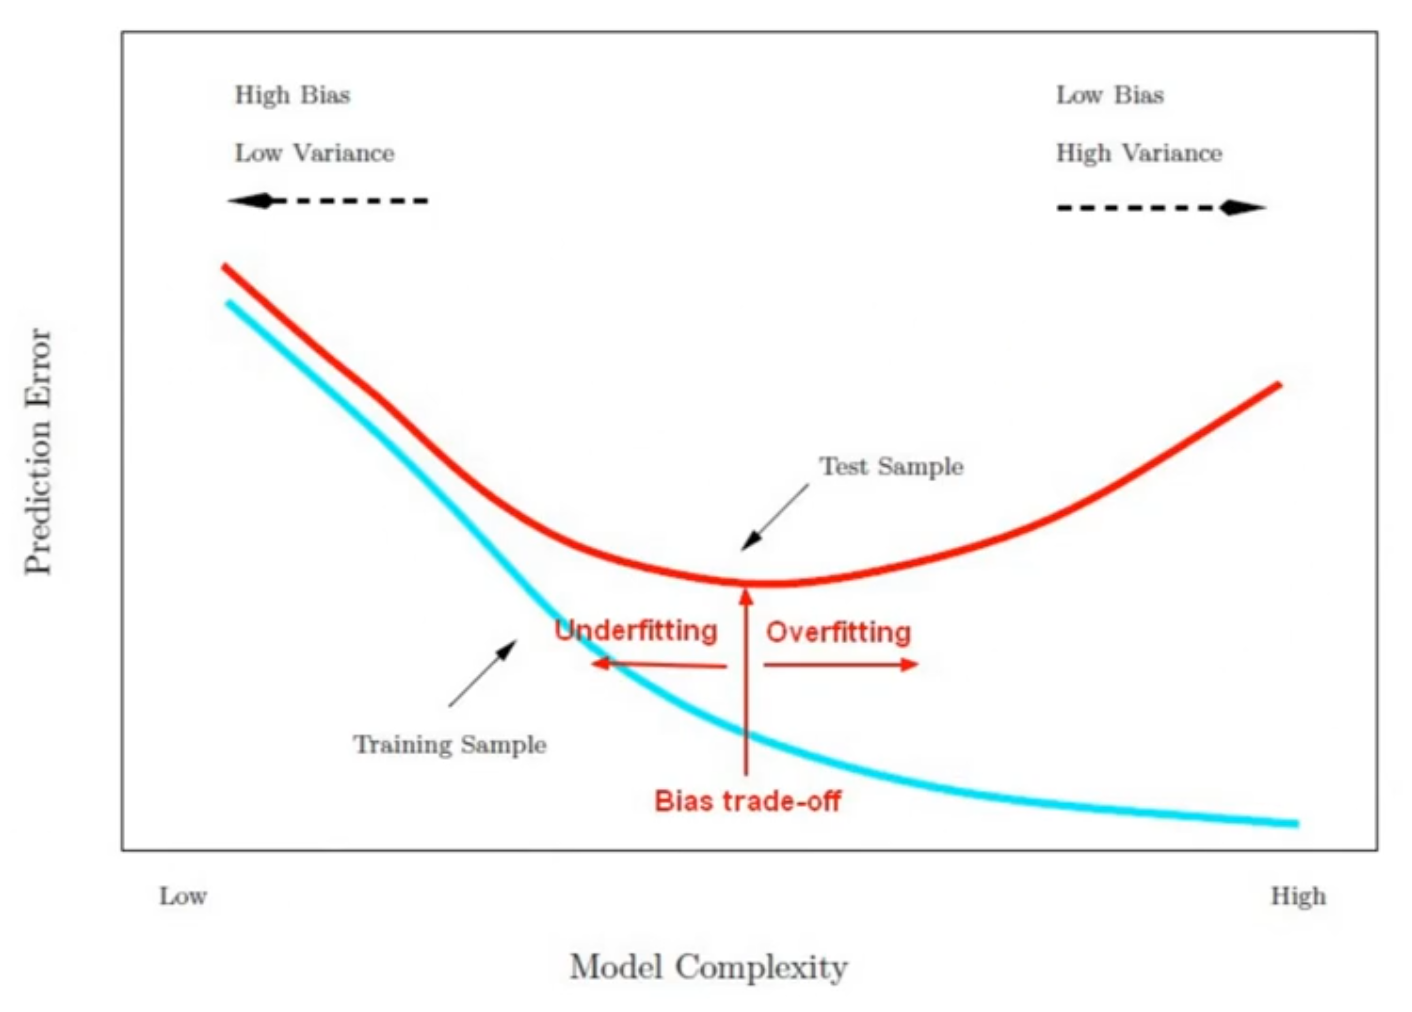 High Bias
Low Variance
Low Bias
High Variance
Prediction Error
Test Sample
Underfitting
Overfitting
Training Sample
Bias trade-off
Low
High
Model Complexity